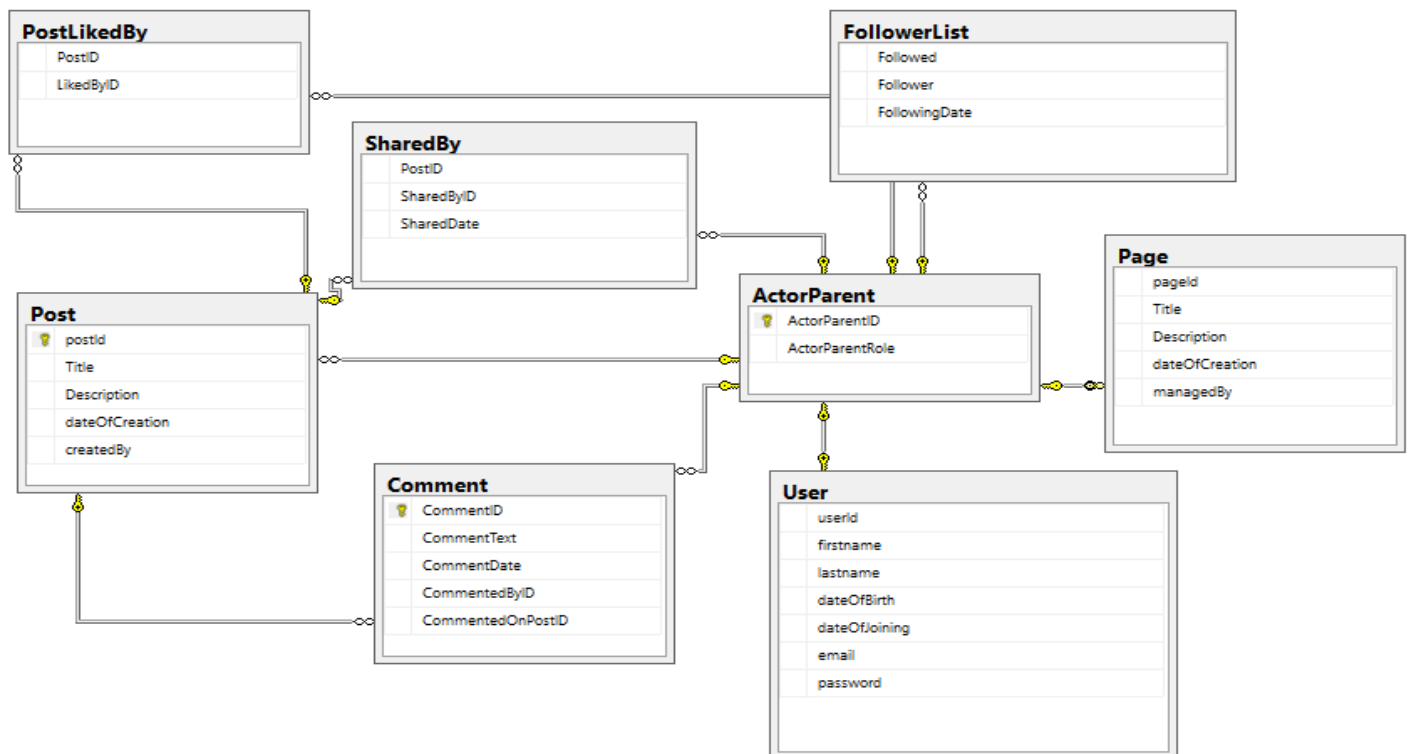 PostLikedBy
PostID
LikedByID
FollowerList
Followed
Follower
FollowingDate
SharedBy
PostID
SharedByID
SharedDate
Page
pageId
Title
Description
dateOfCreation
managedBy
ActorParent
ActorParentID
ActorParentRole
Post
postId
Title
Description
dateOfCreation
createdBy
Comment
CommentID
CommentText
CommentDate
CommentedByID
CommentedOnPostID
User
userId
firstname
lastname
dateOfBirth
dateOfJoining
email
password